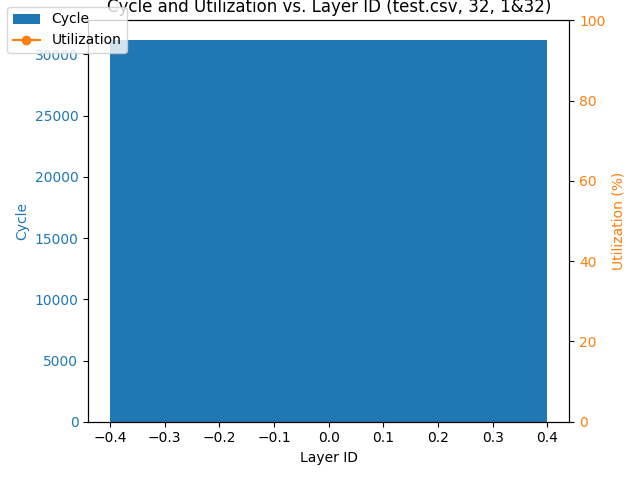 Cycle and Utilization vs. Layer ID (test.csv, 32, 1&32)
Cycle
Utilization
30000
25000
20000
15000
10000
5000
0
Cycle
100
80
60
40
20
0
Utilization (%)
−0.4 −0.3 −0.2 −0.1 0.0 0.1 0.2 0.3 0.4
Layer ID